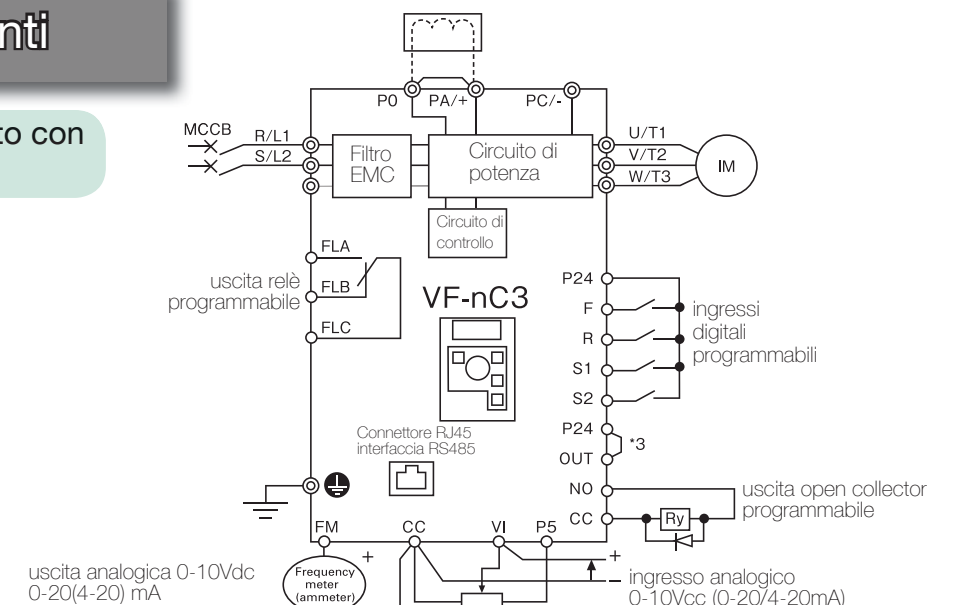 nti
to con
P0 PA/+ PC/-
MCCB
R/L1
S/L2
Filtro
EMC
Circuito di
potenza
U/T1
V/T2
W/T3
IM
Circuito di
controllo
FLA
FLB
FLC
uscita relè
programmabile
VF-nC3
P24
F
R
S1
S2
ingressi
digitali
programmabili
Connettore RJ45
interfaccia RS485
P24
OUT
*3
NO
CC
Ry
uscita open collector
programmabile
FM CC VI P5
+
+
−
uscita analogica 0-10Vdc
0-20(4-20) mA
Frequency
meter
(ammeter)
ingresso analogico
0-10Vcc (0-20/4-20mA)